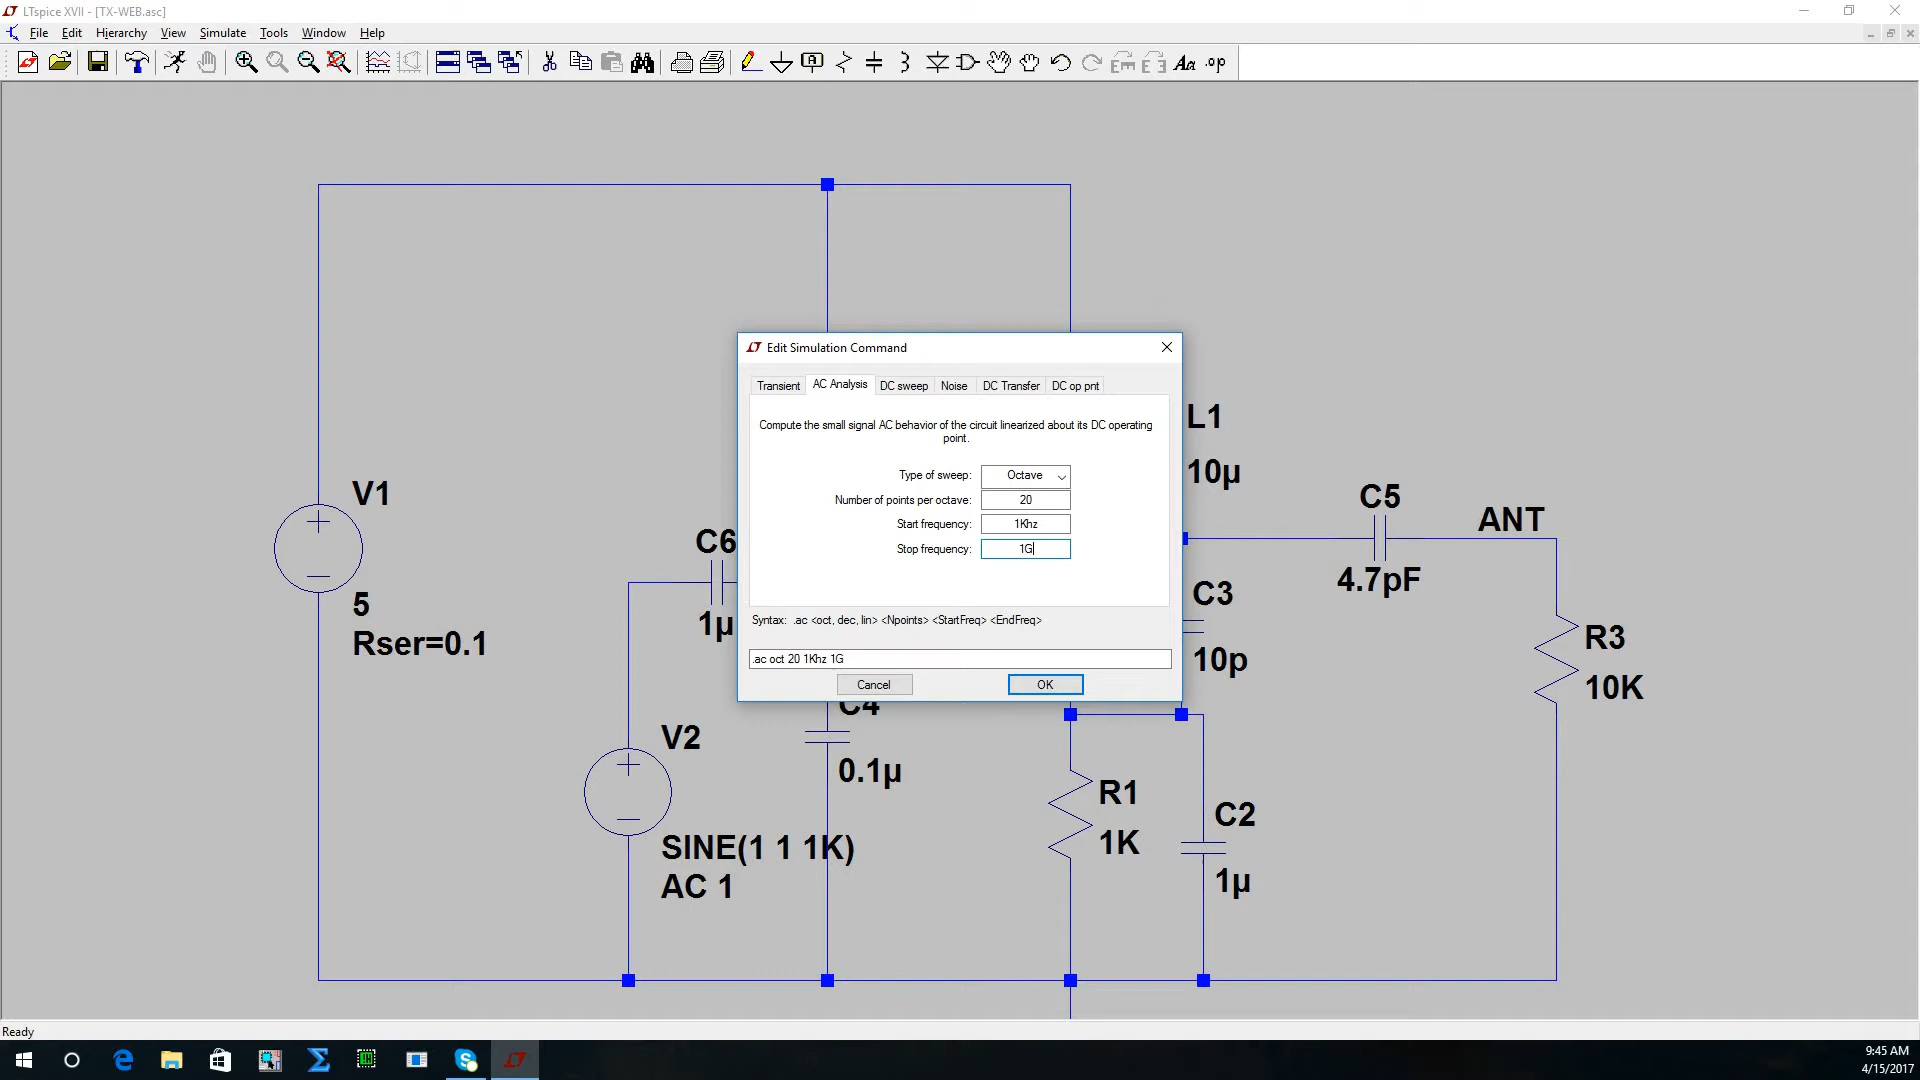 LTspice XVII - [TX-WEB.asc]
File Edit Hierarchy View Simulate Tools Window Help
A Aa .op
Edit Simulation Command
Transient AC Analysis DC sweep Noise DC Transfer DC op pnt
Compute the small signal AC behavior of the circuit linearized about its DC operating
point.
Type of sweep: Octave
Number of points per octave: 20
Start frequency: 1Khz
Stop frequency: 1G
Syntax: .ac <oct, dec, lin> <Npoints> <StartFreq> <EndFreq>
.ac oct 20 1Khz 1G
Cancel OK
V1
5
Rser=0.1
C6
1µ
V2
SINE(1 1 1K)
AC 1
C4
0.1µ
L1
10µ
C3
10p
C5
4.7pF
ANT
R3
10K
R1
1K
C2
1µ
Ready
9:45 AM
4/15/2017